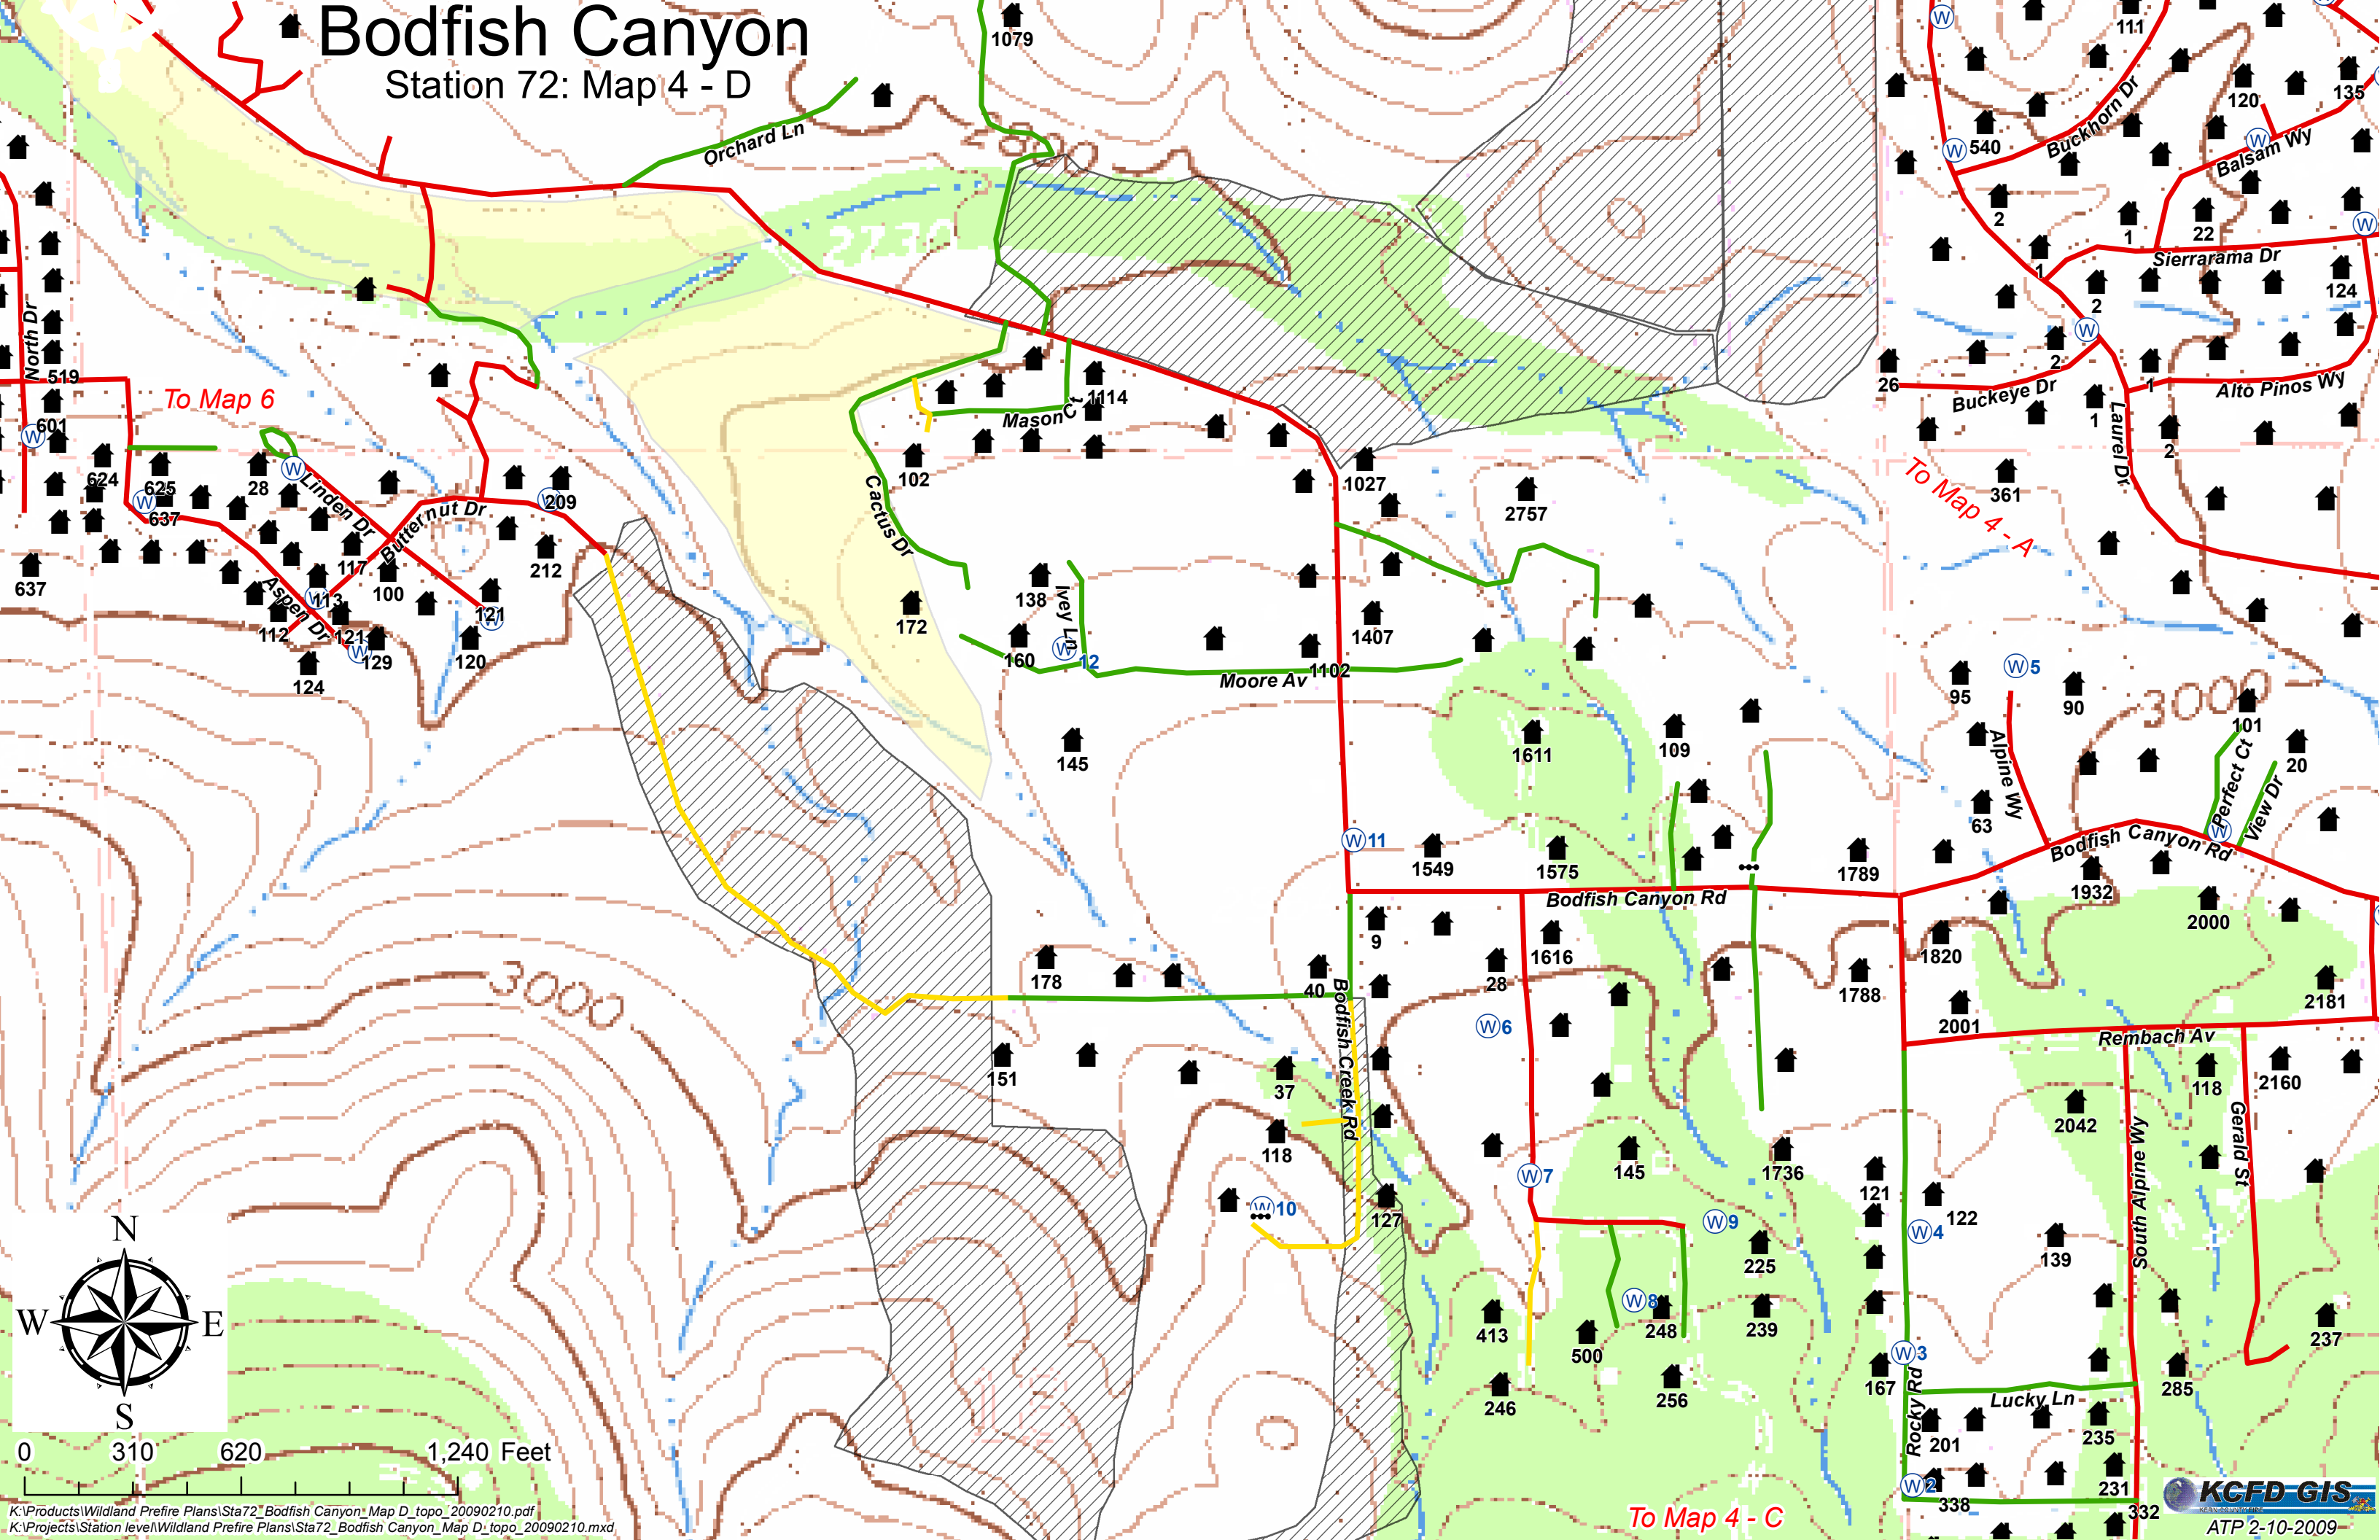 Bodfish Canyon
Station 72: Map 4 - D
1079
111
120
135
540
Buckhorn Dr
Balsam Wy
Orchard Ln
2
1
22
1
Sierrarama Dr
124
2730
North Dr
519
To Map 6
601
W
624
625
637
28
Linden Dr
Butternut Dr
209
212
117
100
113
121
112
Aspen Dr
121
129
120
124
637
Mason Ct
1114
102
Cactus Dr
172
138
Ivey Ln
160
W 12
Moore Av
1102
145
1027
2757
1407
2
2
26
Buckeye Dr
1
1
Alto Pinos Wy
Laurel Dr
2
361
To Map 4 - A
W 5
95
90
3000
101
20
Alpine Wy
63
Perfect Ct
View Dr
Bodfish Canyon Rd
1611
109
W 11
1549
1575
1789
Bodfish Canyon Rd
1932
2000
9
1616
28
1820
1788
2001
2181
W 6
Rembach Av
3000
178
40
Bodfish Creek Rd
151
37
118
W 10
127
W 7
145
1736
121
122
W 4
W 9
225
139
2042
118
2160
Gerald St
South Alpine Wy
413
W 8
248
239
500
246
256
W 3
167
Rocky Rd
Lucky Ln
285
237
201
235
231
W 2
338
332
N
W
E
S
0 310 620 1,240 Feet
K:\Products\Wildland Prefire Plans\Sta72_Bodfish Canyon_Map D_topo_20090210.pdf
K:\Projects\Station level\Wildland Prefire Plans\Sta72_Bodfish Canyon_Map D_topo_20090210.mxd
To Map 4 - C
KCFD GIS
ATP 2-10-2009